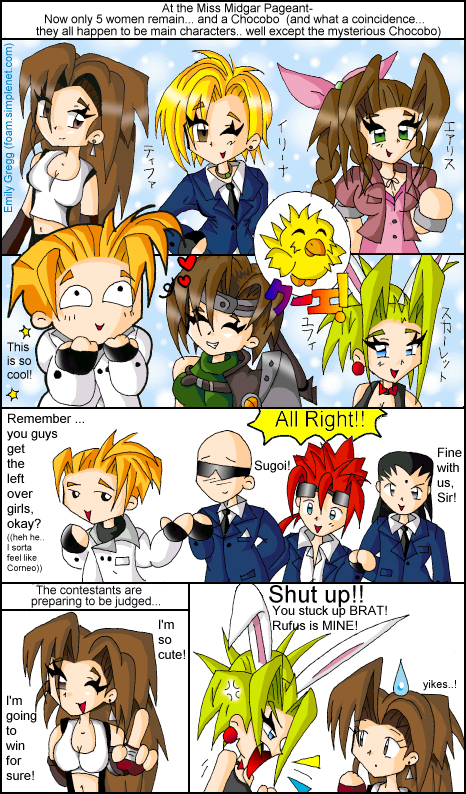 At the Miss Midgar Pageant-
Now only 5 women remain... and a Chocobo  (and what a coincidence...
they all happen to be main characters.. well except the mysterious Chocobo)
Emily Gregg (foam.simplenet.com)
ティファ
イリーナ
エアリス
This is
so
cool!
クーエ!
スカーレット
Remember ...
you guys
get
the
left
over
girls,
okay?
((heh he..
I sorta
feel like
Corneo))
All Right!!
Sugoi!
Fine
with
us,
Sir!
The contestants are
preparing to be judged...
I'm
so
cute!
I'm
going
to
win
for
sure!
Shut up!!
You stuck up BRAT!
Rufus is MINE!
yikes..!